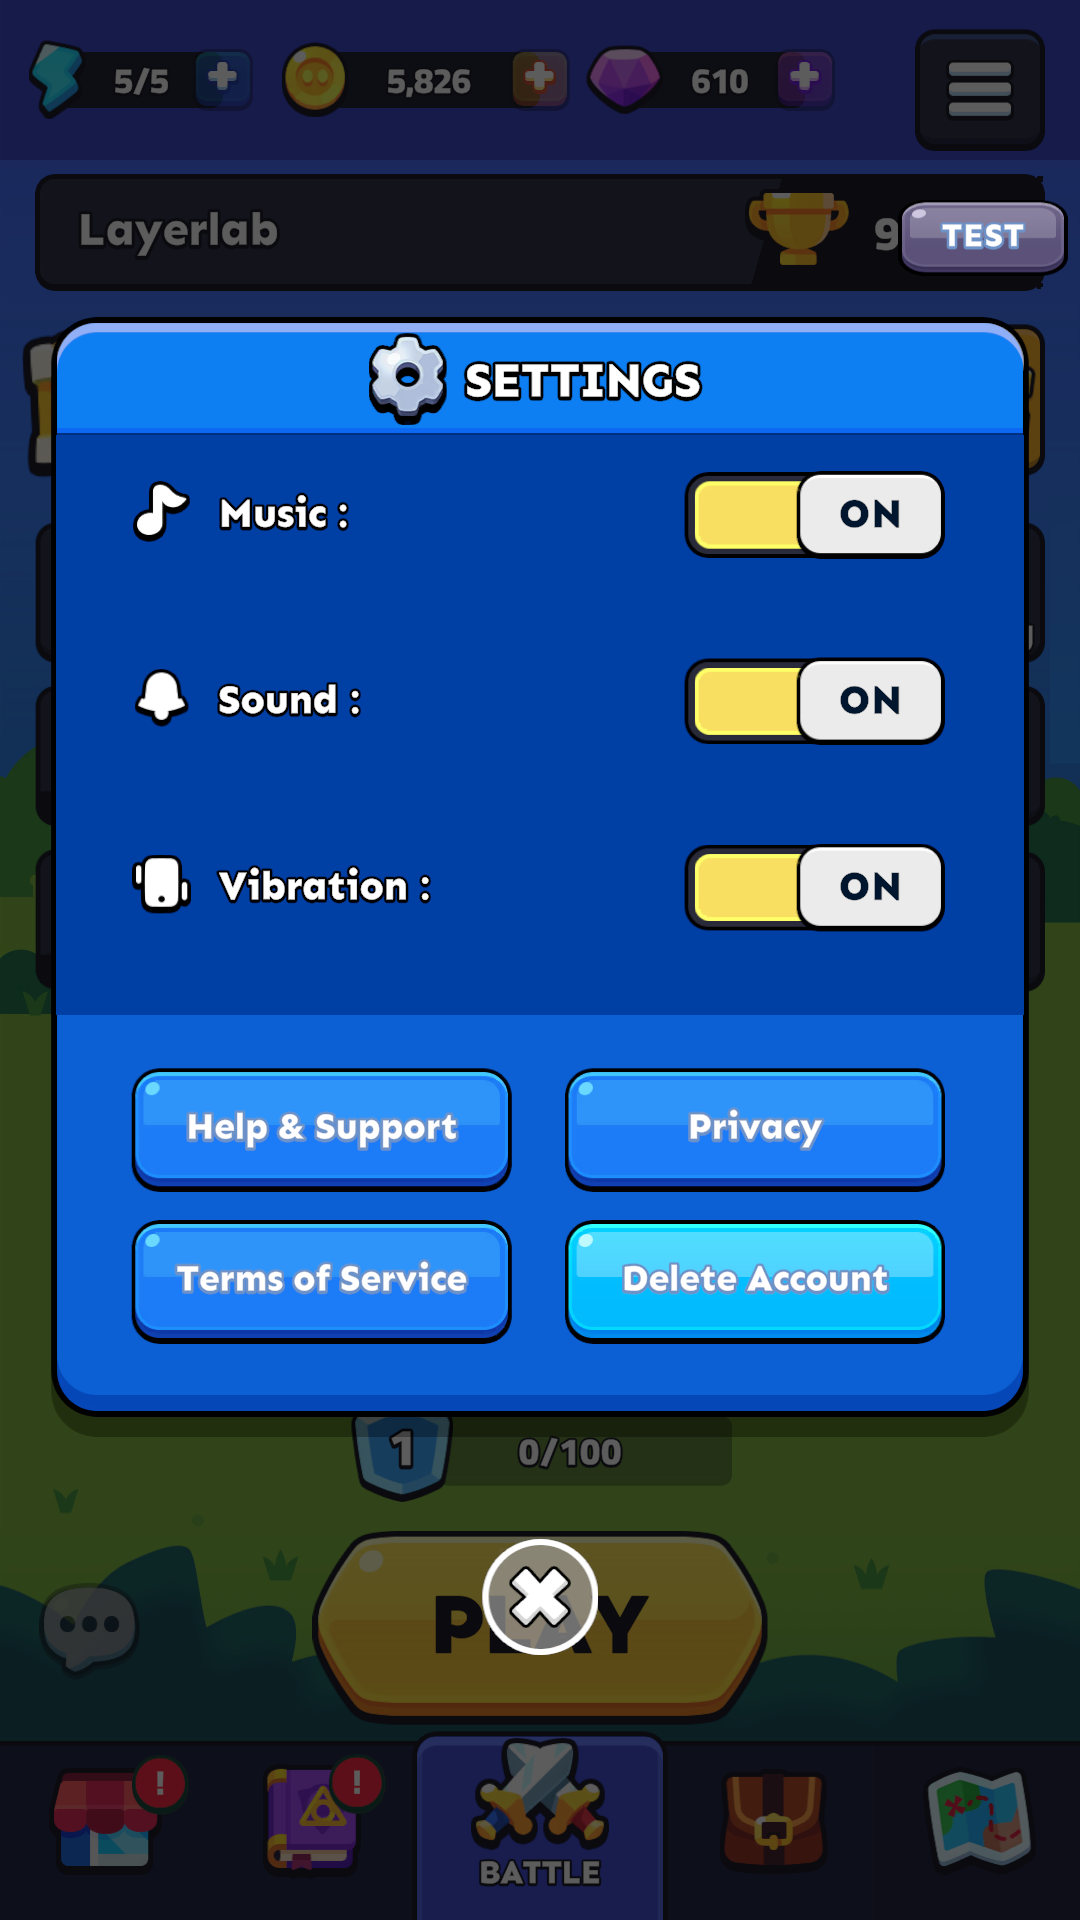 5/5 5,826 610
Layerlab 9 TEST
SETTINGS
Music : ON
Sound : ON
Vibration : ON
Help & Support Privacy
Terms of Service Delete Account
1 0/100
PLAY
! !
BATTLE